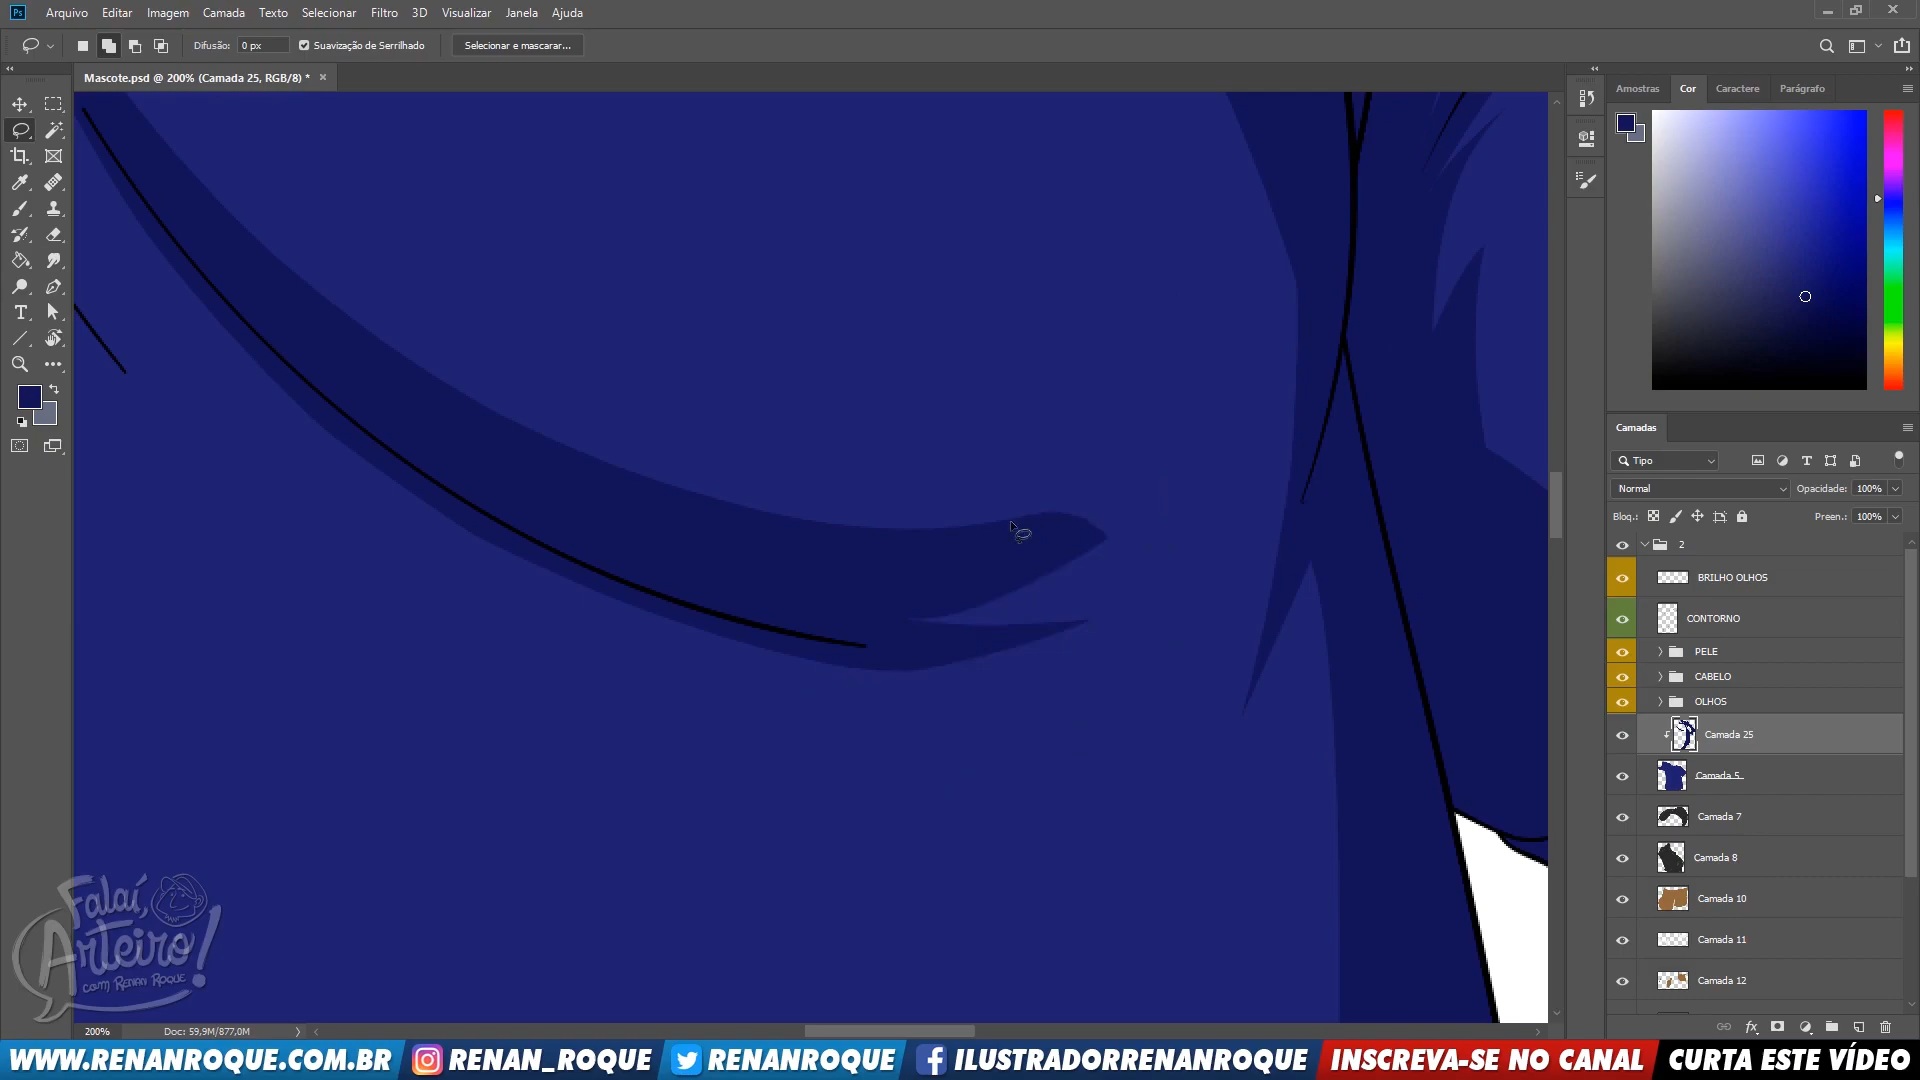 Ps Arquivo Editar Imagem Camada Texto Selecionar Filtro 3D Visualizar Janela Ajuda
Difusão: 0 px Suavização de Serrilhado Selecionar e mascarar...
Mascote.psd @ 200% (Camada 25, RGB/8) *
Amostras Cor Caractere Parágrafo
Camadas
Tipo
Normal Opacidade: 100%
Bloq.: Preen.: 100%
2
BRILHO OLHOS
CONTORNO
PELE
CABELO
OLHOS
Camada 25
Camada 5
Camada 7
Camada 8
Camada 10
Camada 11
Camada 12
Falaí,
Arteiro!
com Renan Roque
200% Doc: 59,9M/877,0M
WWW.RENANROQUE.COM.BR RENAN_ROQUE RENANROQUE ILUSTRADORRENANROQUE INSCREVA-SE NO CANAL CURTA ESTE VÍDEO